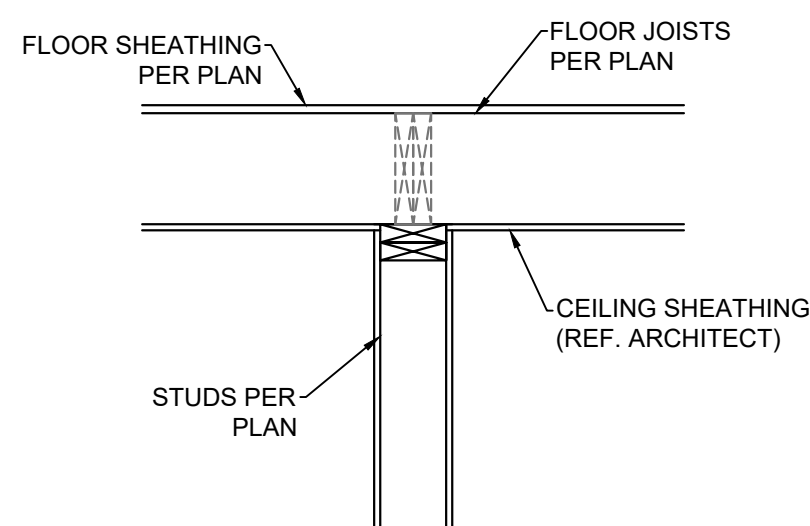 FLOOR SHEATHING
PER PLAN
FLOOR JOISTS
PER PLAN
CEILING SHEATHING
(REF. ARCHITECT)
STUDS PER
PLAN